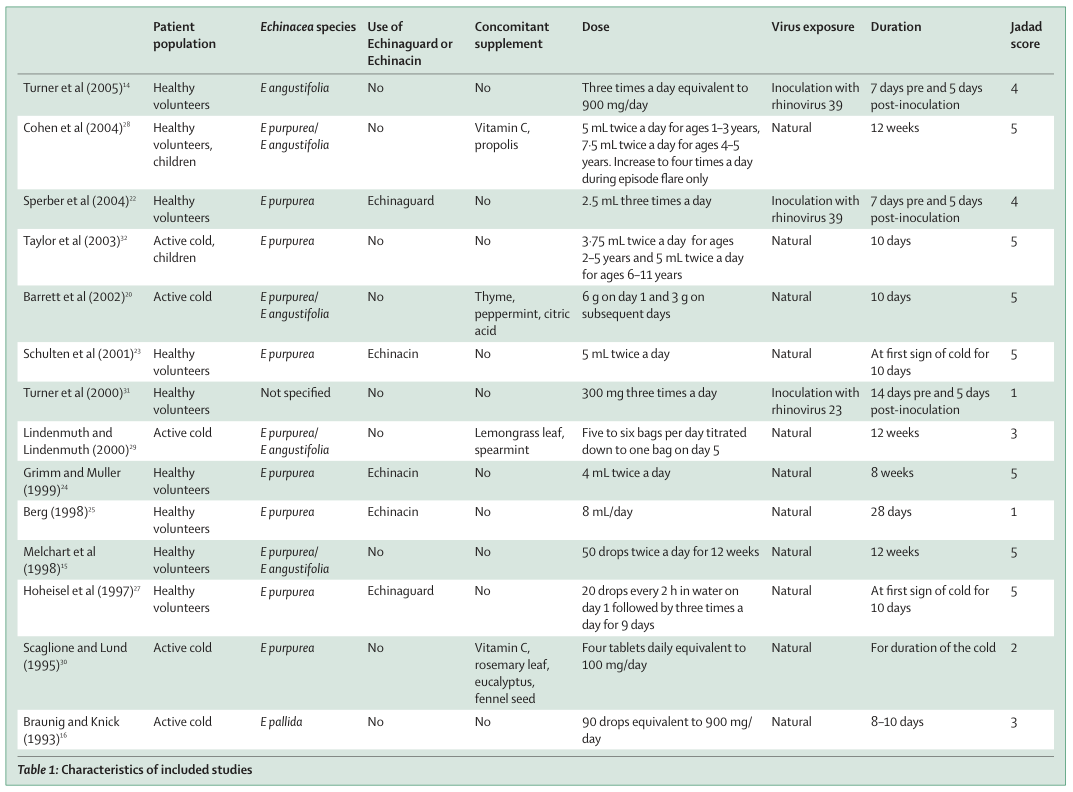 Patient population | Echinacea species | Use of Echinaguard or Echinacin | Concomitant supplement | Dose | Virus exposure | Duration | Jadad score
Turner et al (2005)14 | Healthy volunteers | E angustifolia | No | No | Three times a day equivalent to 900 mg/day | Inoculation with rhinovirus 39 | 7 days pre and 5 days post-inoculation | 4
Cohen et al (2004)28 | Healthy volunteers, children | E purpurea/ E angustifolia | No | Vitamin C, propolis | 5 mL twice a day for ages 1–3 years, 7·5 mL twice a day for ages 4–5 years. Increase to four times a day during episode flare only | Natural | 12 weeks | 5
Sperber et al (2004)22 | Healthy volunteers | E purpurea | Echinaguard | No | 2.5 mL three times a day | Inoculation with rhinovirus 39 | 7 days pre and 5 days post-inoculation | 4
Taylor et al (2003)32 | Active cold, children | E purpurea | No | No | 3·75 mL twice a day for ages 2–5 years and 5 mL twice a day for ages 6–11 years | Natural | 10 days | 5
Barrett et al (2002)20 | Active cold | E purpurea/ E angustifolia | No | Thyme, peppermint, citric acid | 6 g on day 1 and 3 g on subsequent days | Natural | 10 days | 5
Schulten et al (2001)23 | Healthy volunteers | E purpurea | Echinacin | No | 5 mL twice a day | Natural | At first sign of cold for 10 days | 5
Turner et al (2000)31 | Healthy volunteers | Not specified | No | No | 300 mg three times a day | Inoculation with rhinovirus 23 | 14 days pre and 5 days post-inoculation | 1
Lindenmuth and Lindenmuth (2000)29 | Active cold | E purpurea/ E angustifolia | No | Lemongrass leaf, spearmint | Five to six bags per day titrated down to one bag on day 5 | Natural | 12 weeks | 3
Grimm and Muller (1999)24 | Healthy volunteers | E purpurea | Echinacin | No | 4 mL twice a day | Natural | 8 weeks | 5
Berg (1998)25 | Healthy volunteers | E purpurea | Echinacin | No | 8 mL/day | Natural | 28 days | 1
Melchart et al (1998)15 | Healthy volunteers | E purpurea/ E angustifolia | No | No | 50 drops twice a day for 12 weeks | Natural | 12 weeks | 5
Hoheisel et al (1997)27 | Healthy volunteers | E purpurea | Echinaguard | No | 20 drops every 2 h in water on day 1 followed by three times a day for 9 days | Natural | At first sign of cold for 10 days | 5
Scaglione and Lund (1995)30 | Active cold | E purpurea | No | Vitamin C, rosemary leaf, eucalyptus, fennel seed | Four tablets daily equivalent to 100 mg/day | Natural | For duration of the cold | 2
Braunig and Knick (1993)16 | Active cold | E pallida | No | No | 90 drops equivalent to 900 mg/ day | Natural | 8–10 days | 3
Table 1: Characteristics of included studies